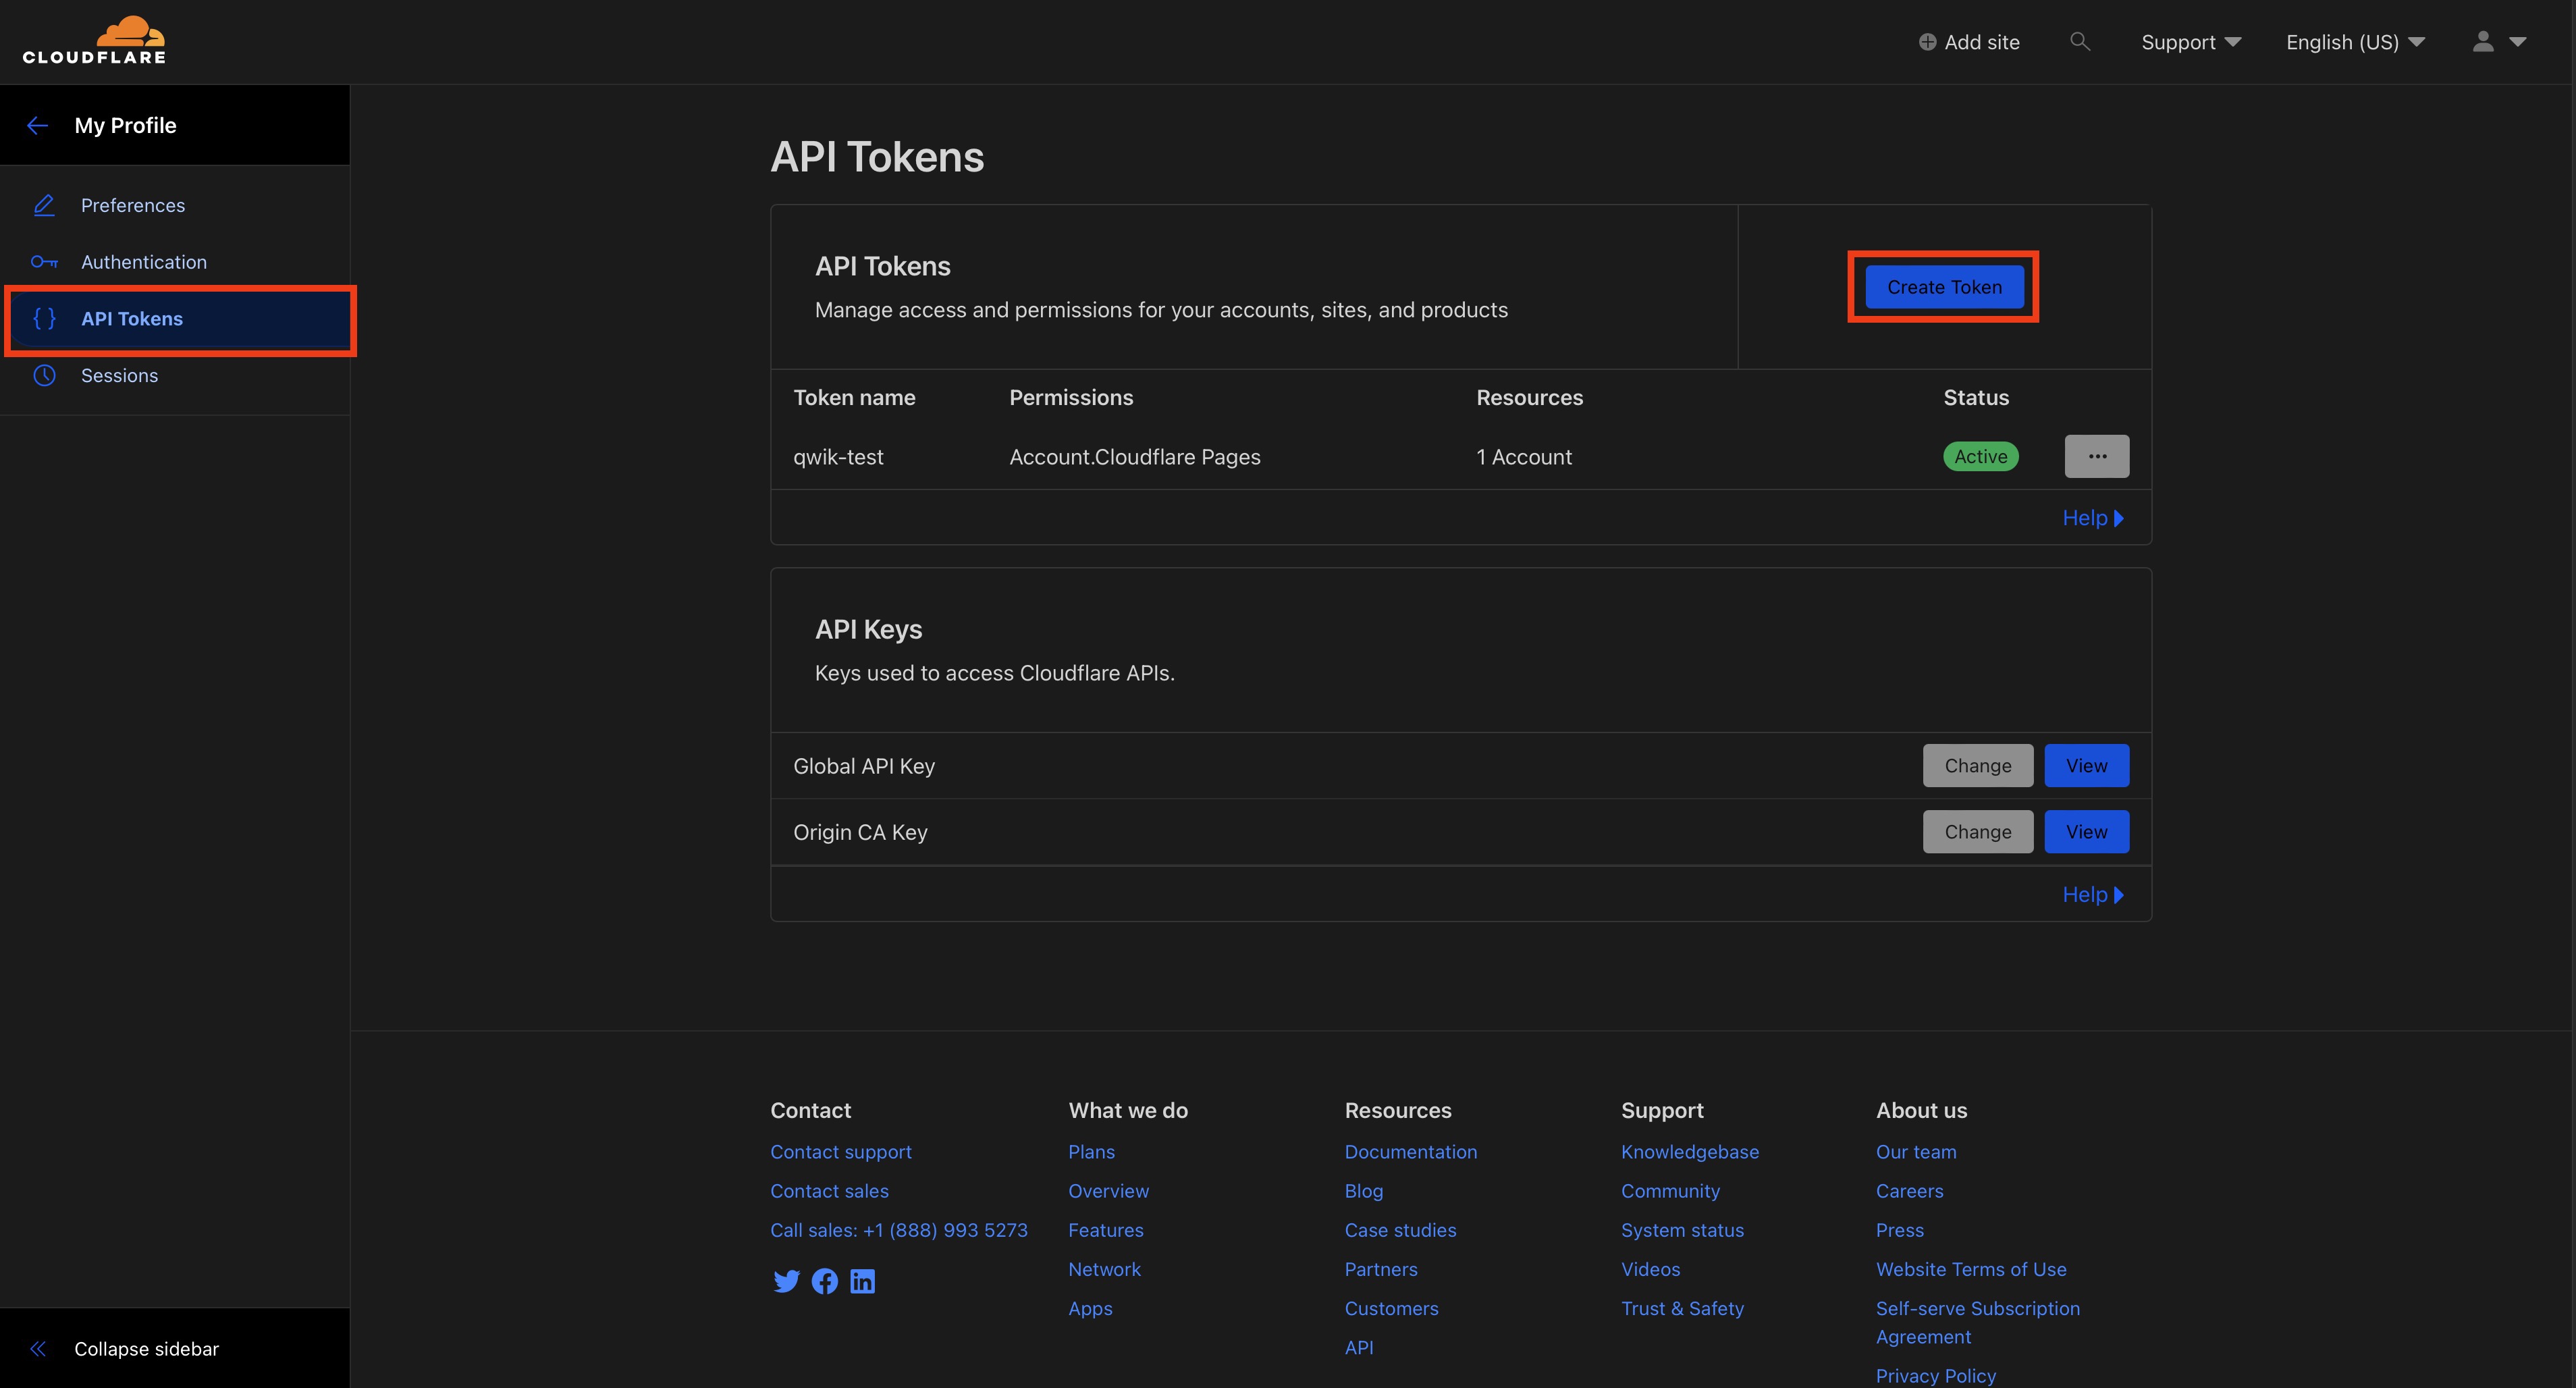 CLOUDFLARE
Add site
Support
English (US)
My Profile
Preferences
Authentication
API Tokens
Sessions
Collapse sidebar
API Tokens
API Tokens
Manage access and permissions for your accounts, sites, and products
Create Token
Token name Permissions Resources Status
qwik-test Account.Cloudflare Pages 1 Account Active ...
Help
API Keys
Keys used to access Cloudflare APIs.
Global API Key Change View
Origin CA Key Change View
Help
Contact
Contact support
Contact sales
Call sales: +1 (888) 993 5273
What we do
Plans
Overview
Features
Network
Apps
Resources
Documentation
Blog
Case studies
Partners
Customers
API
Support
Knowledgebase
Community
System status
Videos
Trust & Safety
About us
Our team
Careers
Press
Website Terms of Use
Self-serve Subscription
Agreement
Privacy Policy